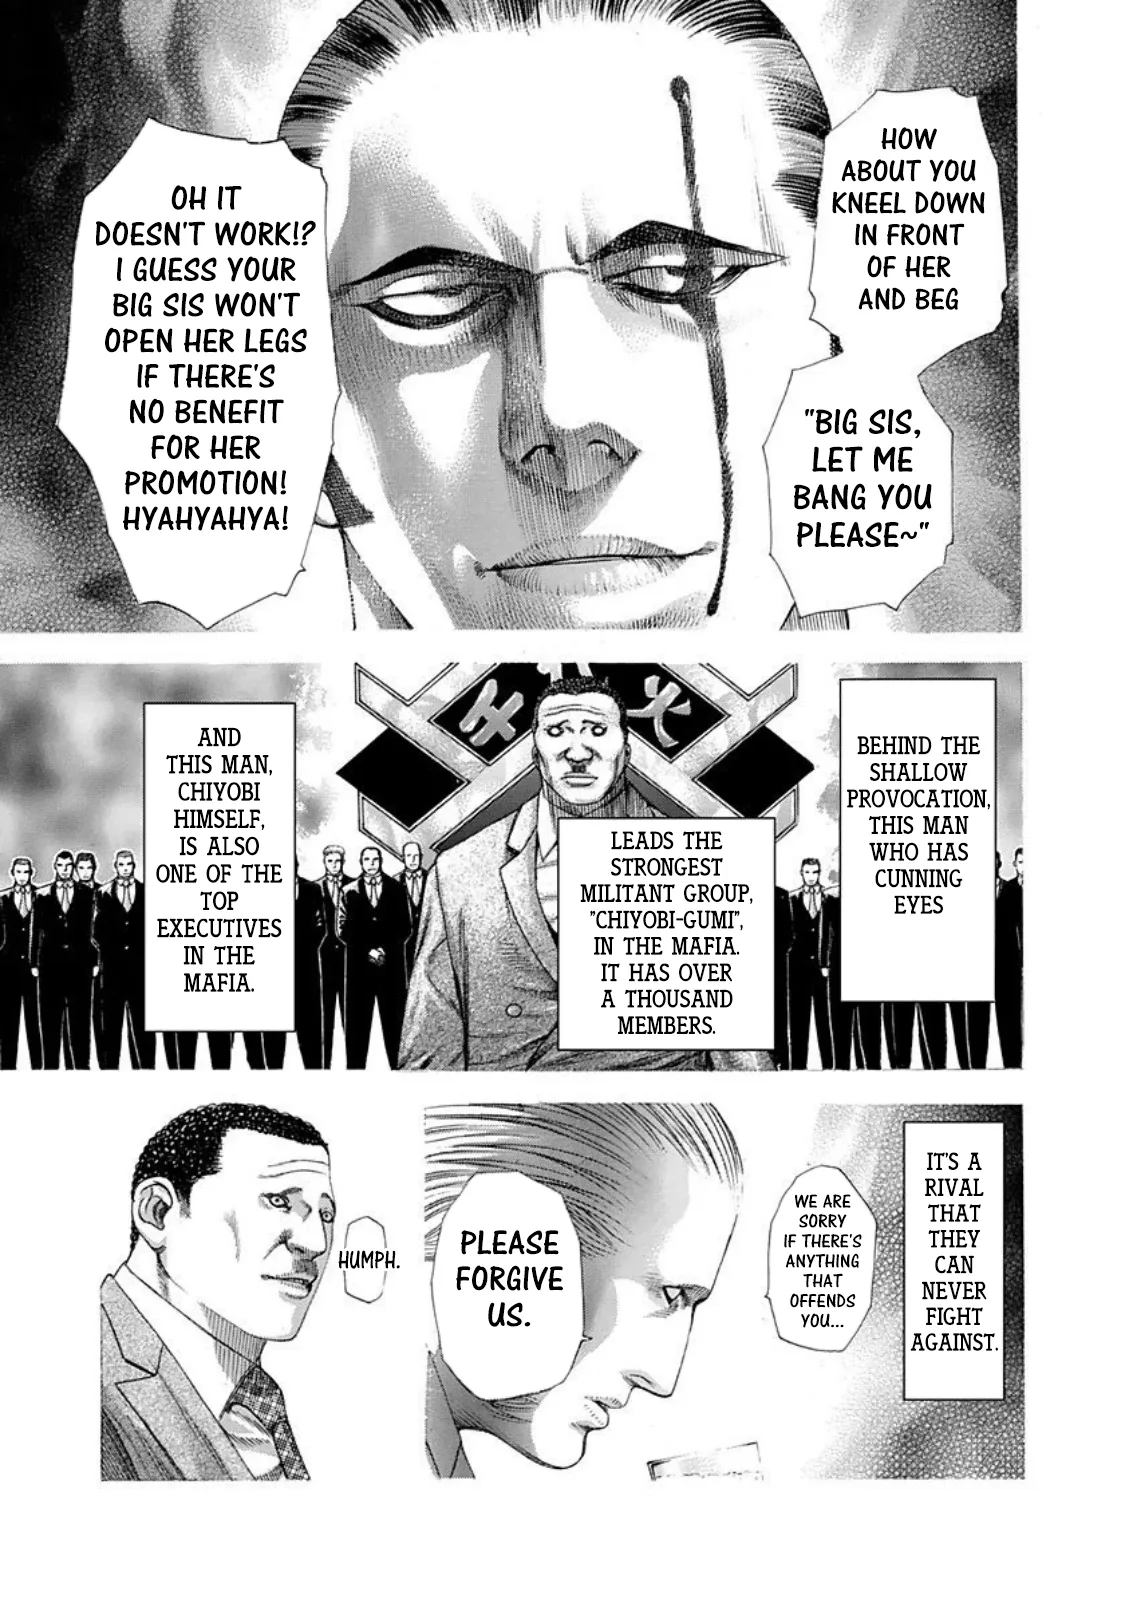 HOW
ABOUT YOU
KNEEL DOWN
IN FRONT
OF HER
AND BEG
"BIG SIS,
LET ME
BANG YOU
PLEASE~"
OH IT
DOESN'T WORK!?
I GUESS YOUR
BIG SIS WON'T
OPEN HER LEGS
IF THERE'S
NO BENEFIT
FOR HER
PROMOTION!
HYAHYAHYA!
BEHIND THE
SHALLOW
PROVOCATION,
THIS MAN
WHO HAS
CUNNING
EYES
LEADS THE
STRONGEST
MILITANT GROUP,
"CHIYOBI-GUMI",
IN THE MAFIA.
IT HAS OVER
A THOUSAND
MEMBERS.
AND
THIS MAN,
CHIYOBI
HIMSELF,
IS ALSO
ONE OF THE
TOP
EXECUTIVES
IN THE
MAFIA.
IT'S A
RIVAL
THAT
THEY
CAN
NEVER
FIGHT
AGAINST.
WE ARE
SORRY
IF THERE'S
ANYTHING
THAT
OFFENDS
YOU...
PLEASE
FORGIVE
US.
HUMPH.